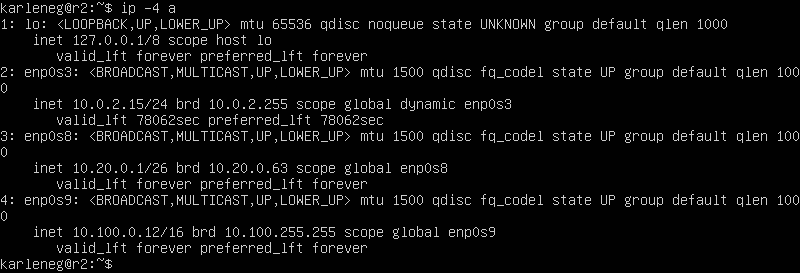 karleneg@r2:~$ ip -4 a
1: lo: <LOOPBACK,UP,LOWER_UP> mtu 65536 qdisc noqueue state UNKNOWN group default qlen 1000
    inet 127.0.0.1/8 scope host lo
       valid_lft forever preferred_lft forever
2: enp0s3: <BROADCAST,MULTICAST,UP,LOWER_UP> mtu 1500 qdisc fq_codel state UP group default qlen 100
0
    inet 10.0.2.15/24 brd 10.0.2.255 scope global dynamic enp0s3
       valid_lft 78062sec preferred_lft 78062sec
3: enp0s8: <BROADCAST,MULTICAST,UP,LOWER_UP> mtu 1500 qdisc fq_codel state UP group default qlen 100
0
    inet 10.20.0.1/26 brd 10.20.0.63 scope global enp0s8
       valid_lft forever preferred_lft forever
4: enp0s9: <BROADCAST,MULTICAST,UP,LOWER_UP> mtu 1500 qdisc fq_codel state UP group default qlen 100
0
    inet 10.100.0.12/16 brd 10.100.255.255 scope global enp0s9
       valid_lft forever preferred_lft forever
karleneg@r2:~$